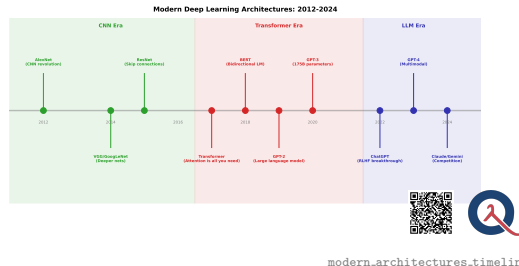 Modern Deep Learning Architectures: 2012-2024
CNN Era
Transformer Era
LLM Era
AlexNet
(CNN revolution)
ResNet
(Skip connections)
BERT
(Bidirectional LM)
GPT-3
(175B parameters)
GPT-4
(Multimodal)
2012
2014
2016
2018
2020
2022
2024
VGG/GoogLeNet
(Deeper nets)
Transformer
(Attention is all you need)
GPT-2
(Large language model)
ChatGPT
(RLHF breakthrough)
Claude/Gemini
(Competition)
modern_architectures_timelin